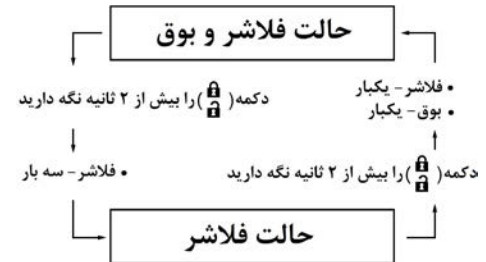 حالت فلاشر و بوق
• فلاشر - یکبار
• بوق - یکبار
دکمه( )را بیش از ۲ ثانیه نگه دارید
• فلاشر - سه بار
دکمه( )را بیش از ۲ ثانیه نگه دارید
حالت فلاشر